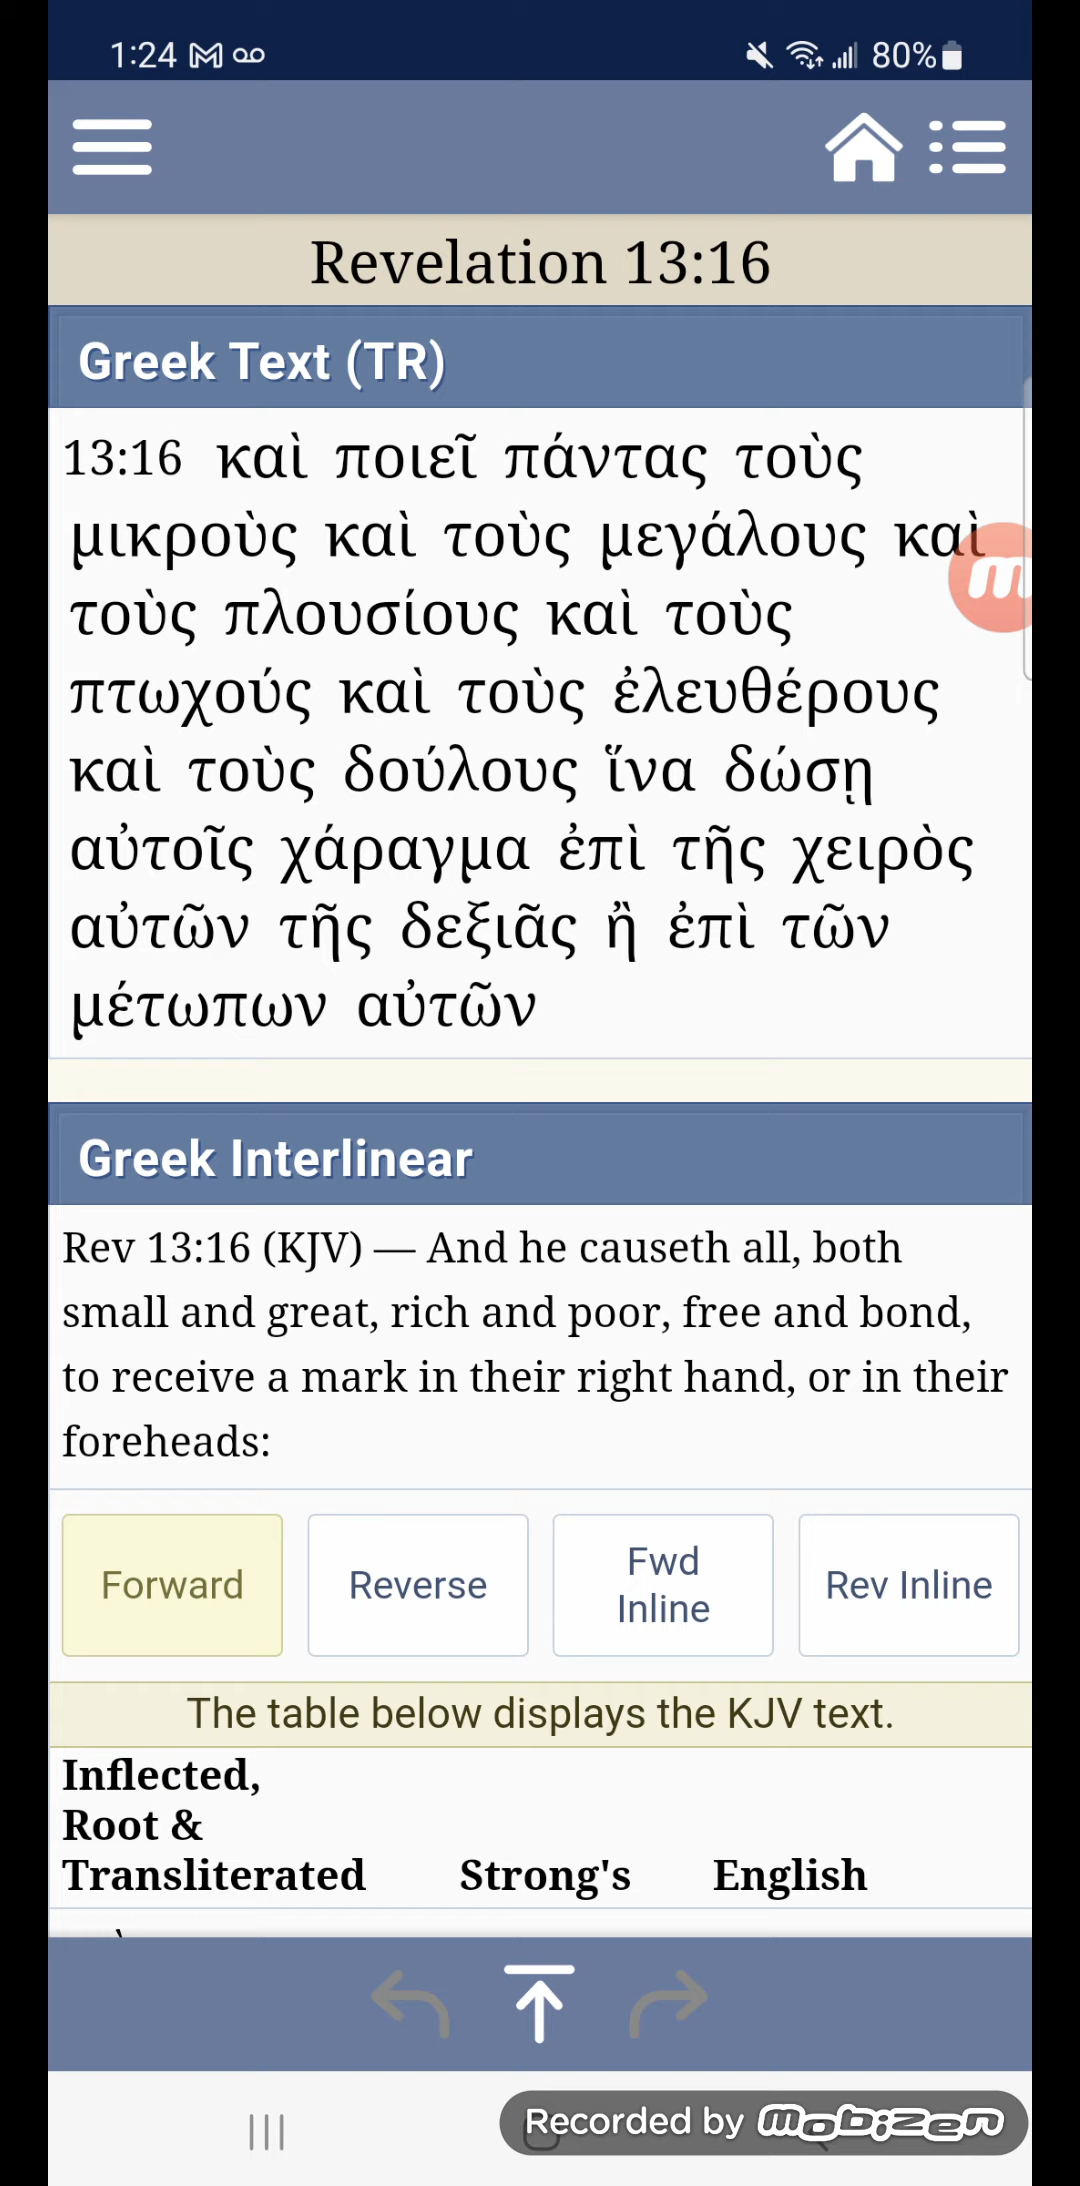 1:24
80%
Revelation 13:16
Greek Text (TR)
13:16 καὶ ποιεῖ πάντας τοὺς
μικροὺς καὶ τοὺς μεγάλους καὶ
τοὺς πλουσίους καὶ τοὺς
πτωχούς καὶ τοὺς ἐλευθέρους
καὶ τοὺς δούλους ἵνα δώσῃ
αὐτοῖς χάραγμα ἐπὶ τῆς χειρὸς
αὐτῶν τῆς δεξιᾶς ἢ ἐπὶ τῶν
μέτωπων αὐτῶν
Greek Interlinear
Rev 13:16 (KJV) — And he causeth all, both
small and great, rich and poor, free and bond,
to receive a mark in their right hand, or in their
foreheads:
Forward
Reverse
Fwd
Inline
Rev Inline
The table below displays the KJV text.
Inflected,
Root &
Transliterated Strong's English
Recorded by mobizen